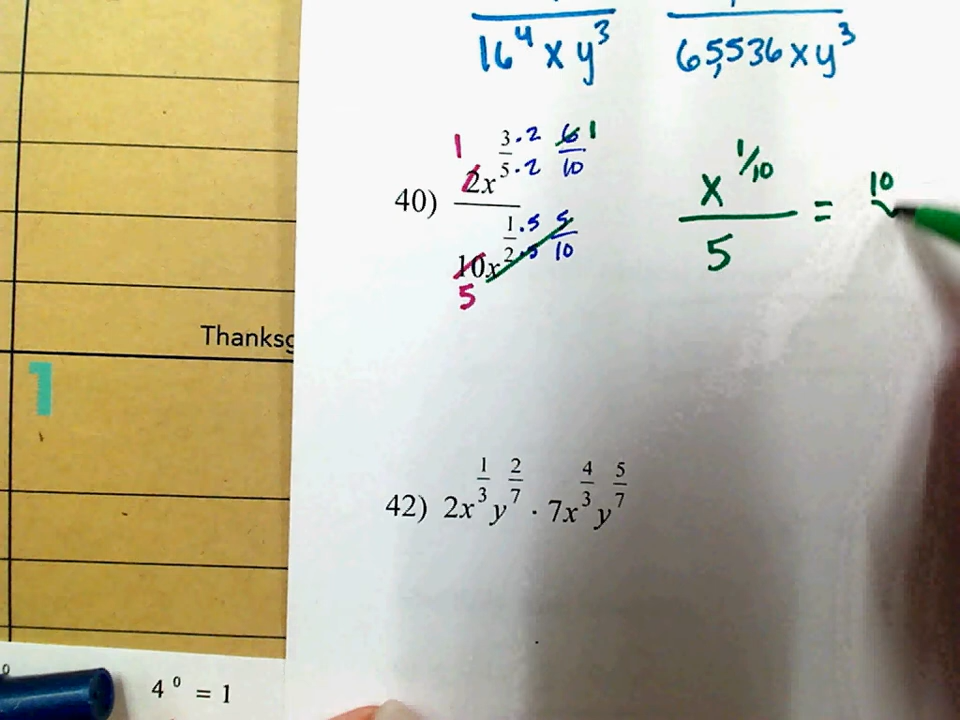 16⁴xy³ 65,536xy³
40) 2x^(3/5) 1 ·2 ·2 6/10 1
10x^(1/2) 5 ·5 ·5 5/10
x^(1/10)/5 = 10
Thanksg
1
42) 2x^(1/3)y^(2/7) · 7x^(4/3)y^(5/7)
4⁰ = 1